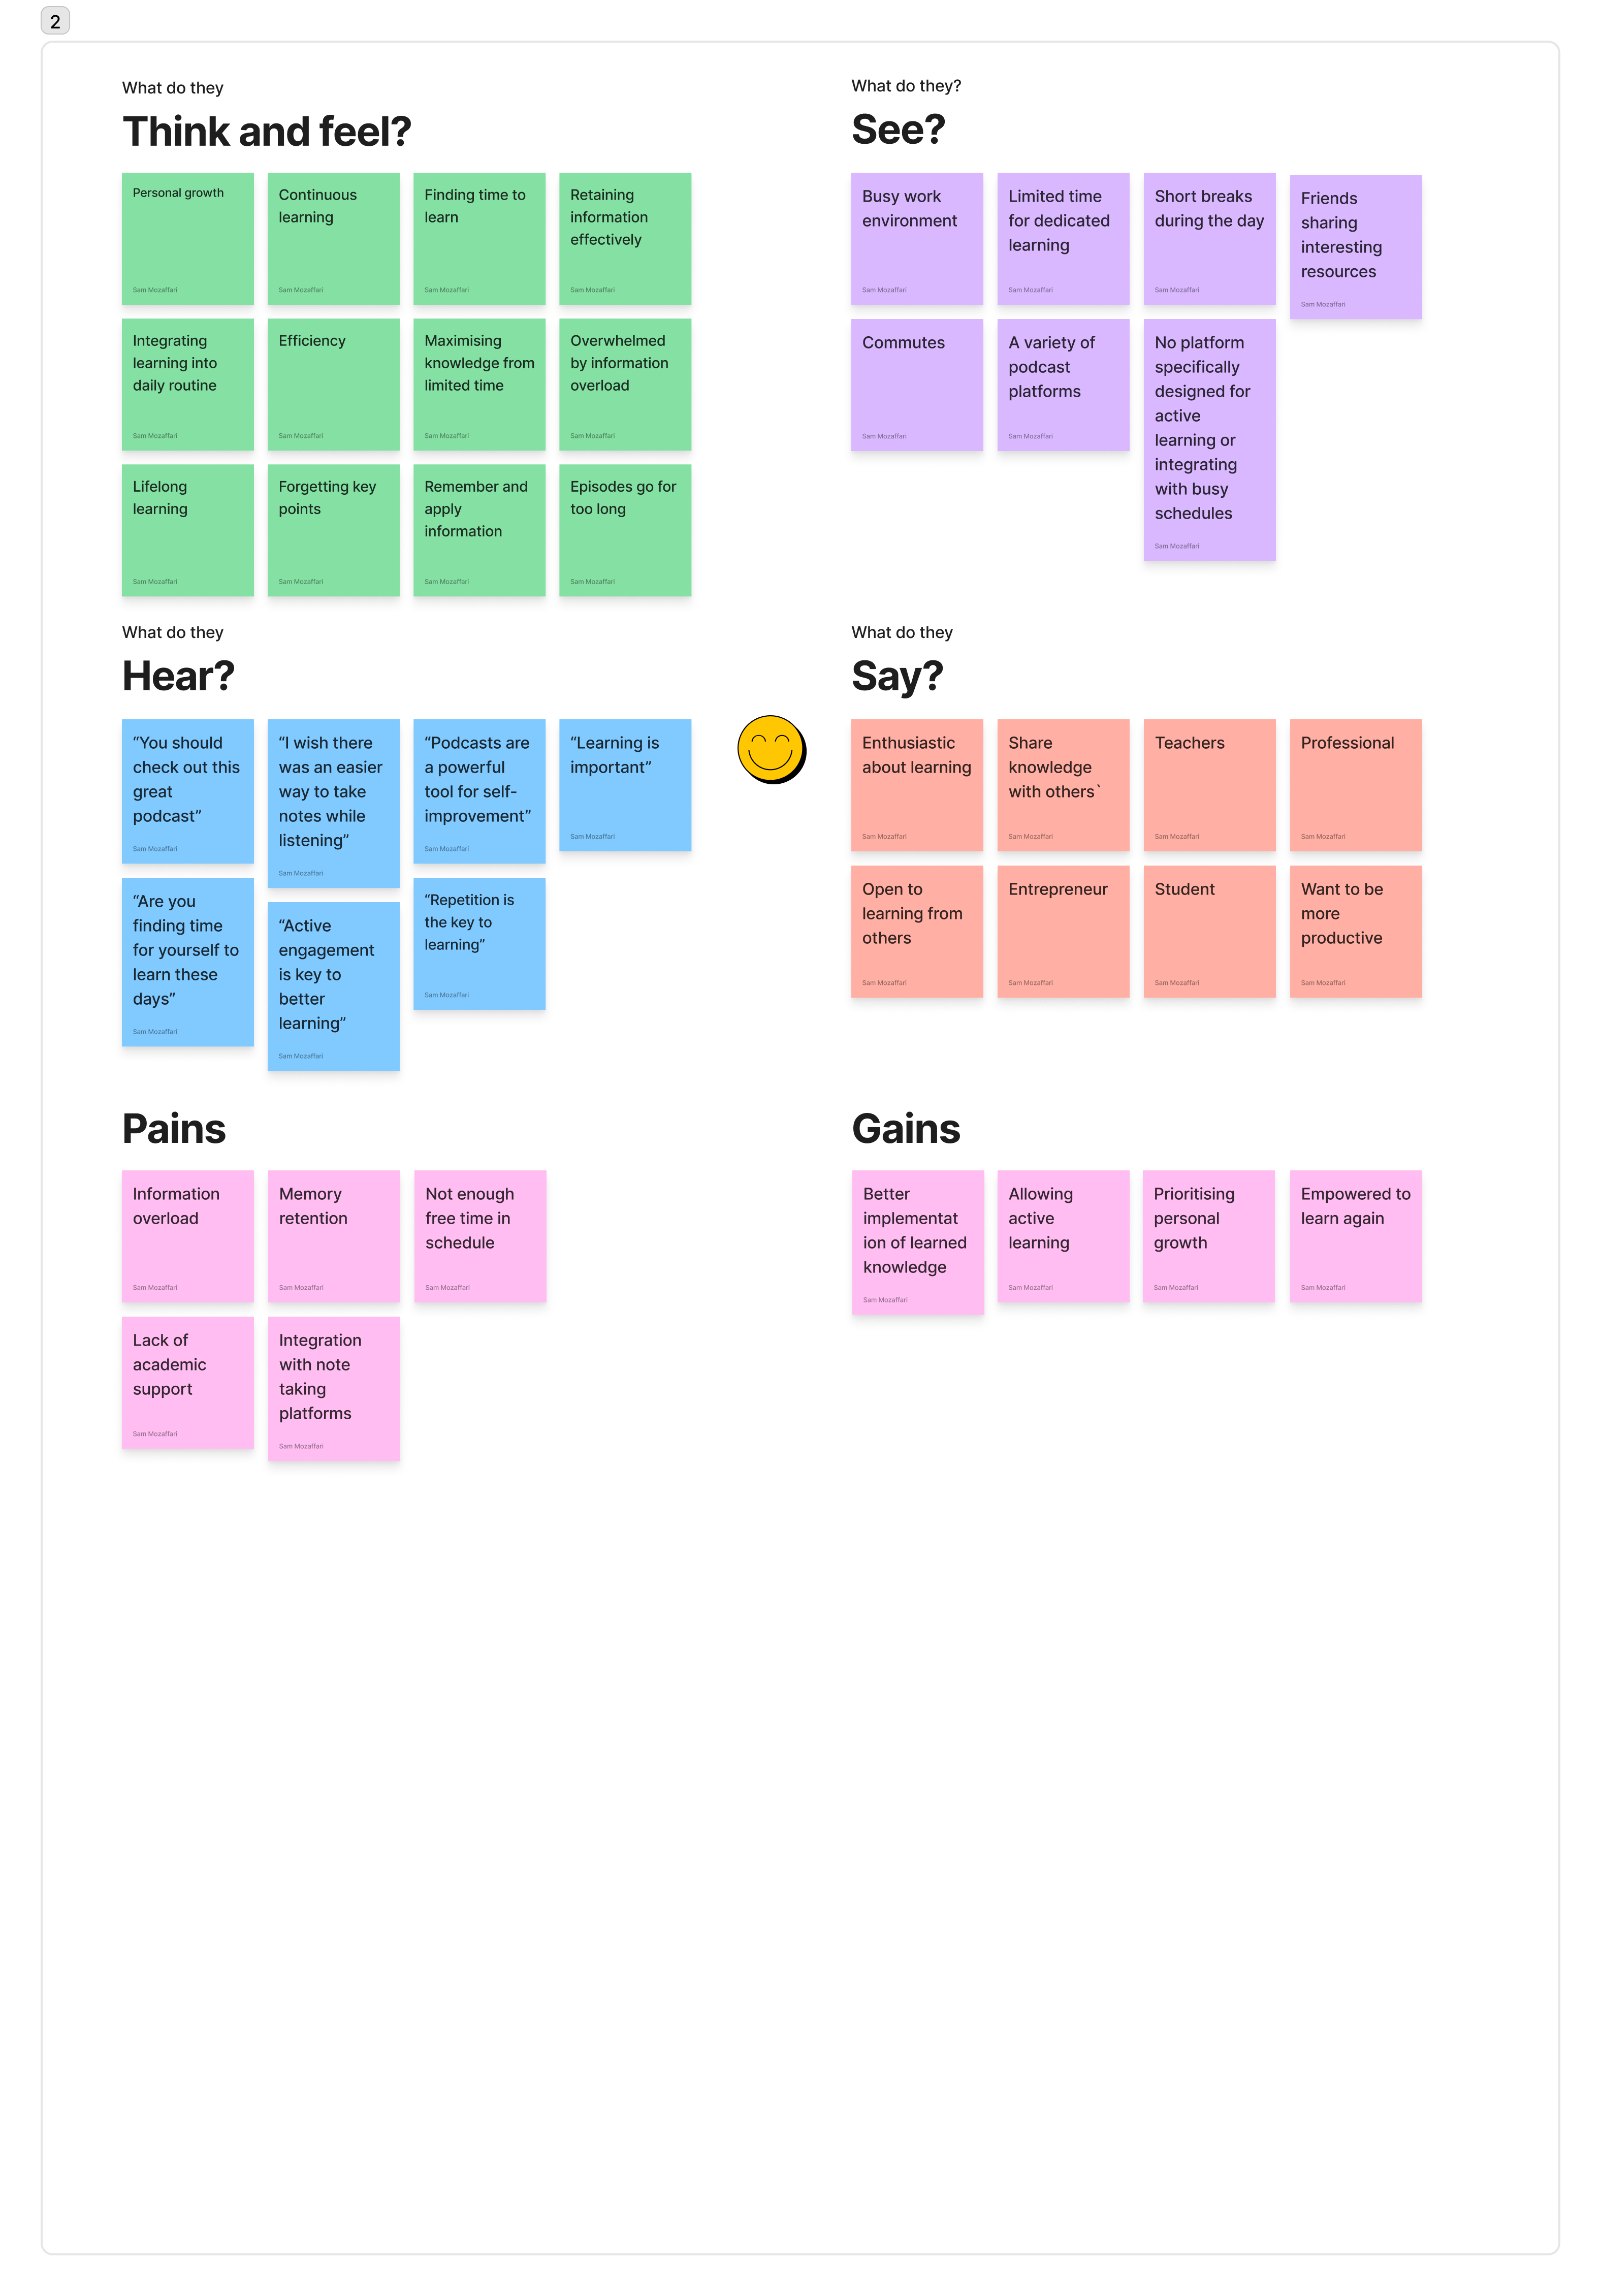 2
What do they
Think and feel?
Personal growth
Sam Mozaffari
Continuous
learning
Sam Mozaffari
Finding time to
learn
Sam Mozaffari
Retaining
information
effectively
Sam Mozaffari
Integrating
learning into
daily routine
Sam Mozaffari
Efficiency
Sam Mozaffari
Maximising
knowledge from
limited time
Sam Mozaffari
Overwhelmed
by information
overload
Sam Mozaffari
Lifelong
learning
Sam Mozaffari
Forgetting key
points
Sam Mozaffari
Remember and
apply
information
Sam Mozaffari
Episodes go for
too long
Sam Mozaffari
What do they?
See?
Busy work
environment
Sam Mozaffari
Limited time
for dedicated
learning
Sam Mozaffari
Short breaks
during the day
Sam Mozaffari
Friends
sharing
interesting
resources
Sam Mozaffari
Commutes
Sam Mozaffari
A variety of
podcast
platforms
Sam Mozaffari
No platform
specifically
designed for
active
learning or
integrating
with busy
schedules
Sam Mozaffari
What do they
Hear?
“You should
check out this
great
podcast”
Sam Mozaffari
“I wish there
was an easier
way to take
notes while
listening”
Sam Mozaffari
“Podcasts are
a powerful
tool for self-
improvement”
Sam Mozaffari
“Learning is
important”
Sam Mozaffari
“Are you
finding time
for yourself to
learn these
days”
Sam Mozaffari
“Active
engagement
is key to
better
learning”
Sam Mozaffari
“Repetition is
the key to
learning”
Sam Mozaffari
What do they
Say?
Enthusiastic
about learning
Sam Mozaffari
Share
knowledge
with others`
Sam Mozaffari
Teachers
Sam Mozaffari
Professional
Sam Mozaffari
Open to
learning from
others
Sam Mozaffari
Entrepreneur
Sam Mozaffari
Student
Sam Mozaffari
Want to be
more
productive
Sam Mozaffari
Pains
Information
overload
Sam Mozaffari
Memory
retention
Sam Mozaffari
Not enough
free time in
schedule
Sam Mozaffari
Lack of
academic
support
Sam Mozaffari
Integration
with note
taking
platforms
Sam Mozaffari
Gains
Better
implementat
ion of learned
knowledge
Sam Mozaffari
Allowing
active
learning
Sam Mozaffari
Prioritising
personal
growth
Sam Mozaffari
Empowered to
learn again
Sam Mozaffari